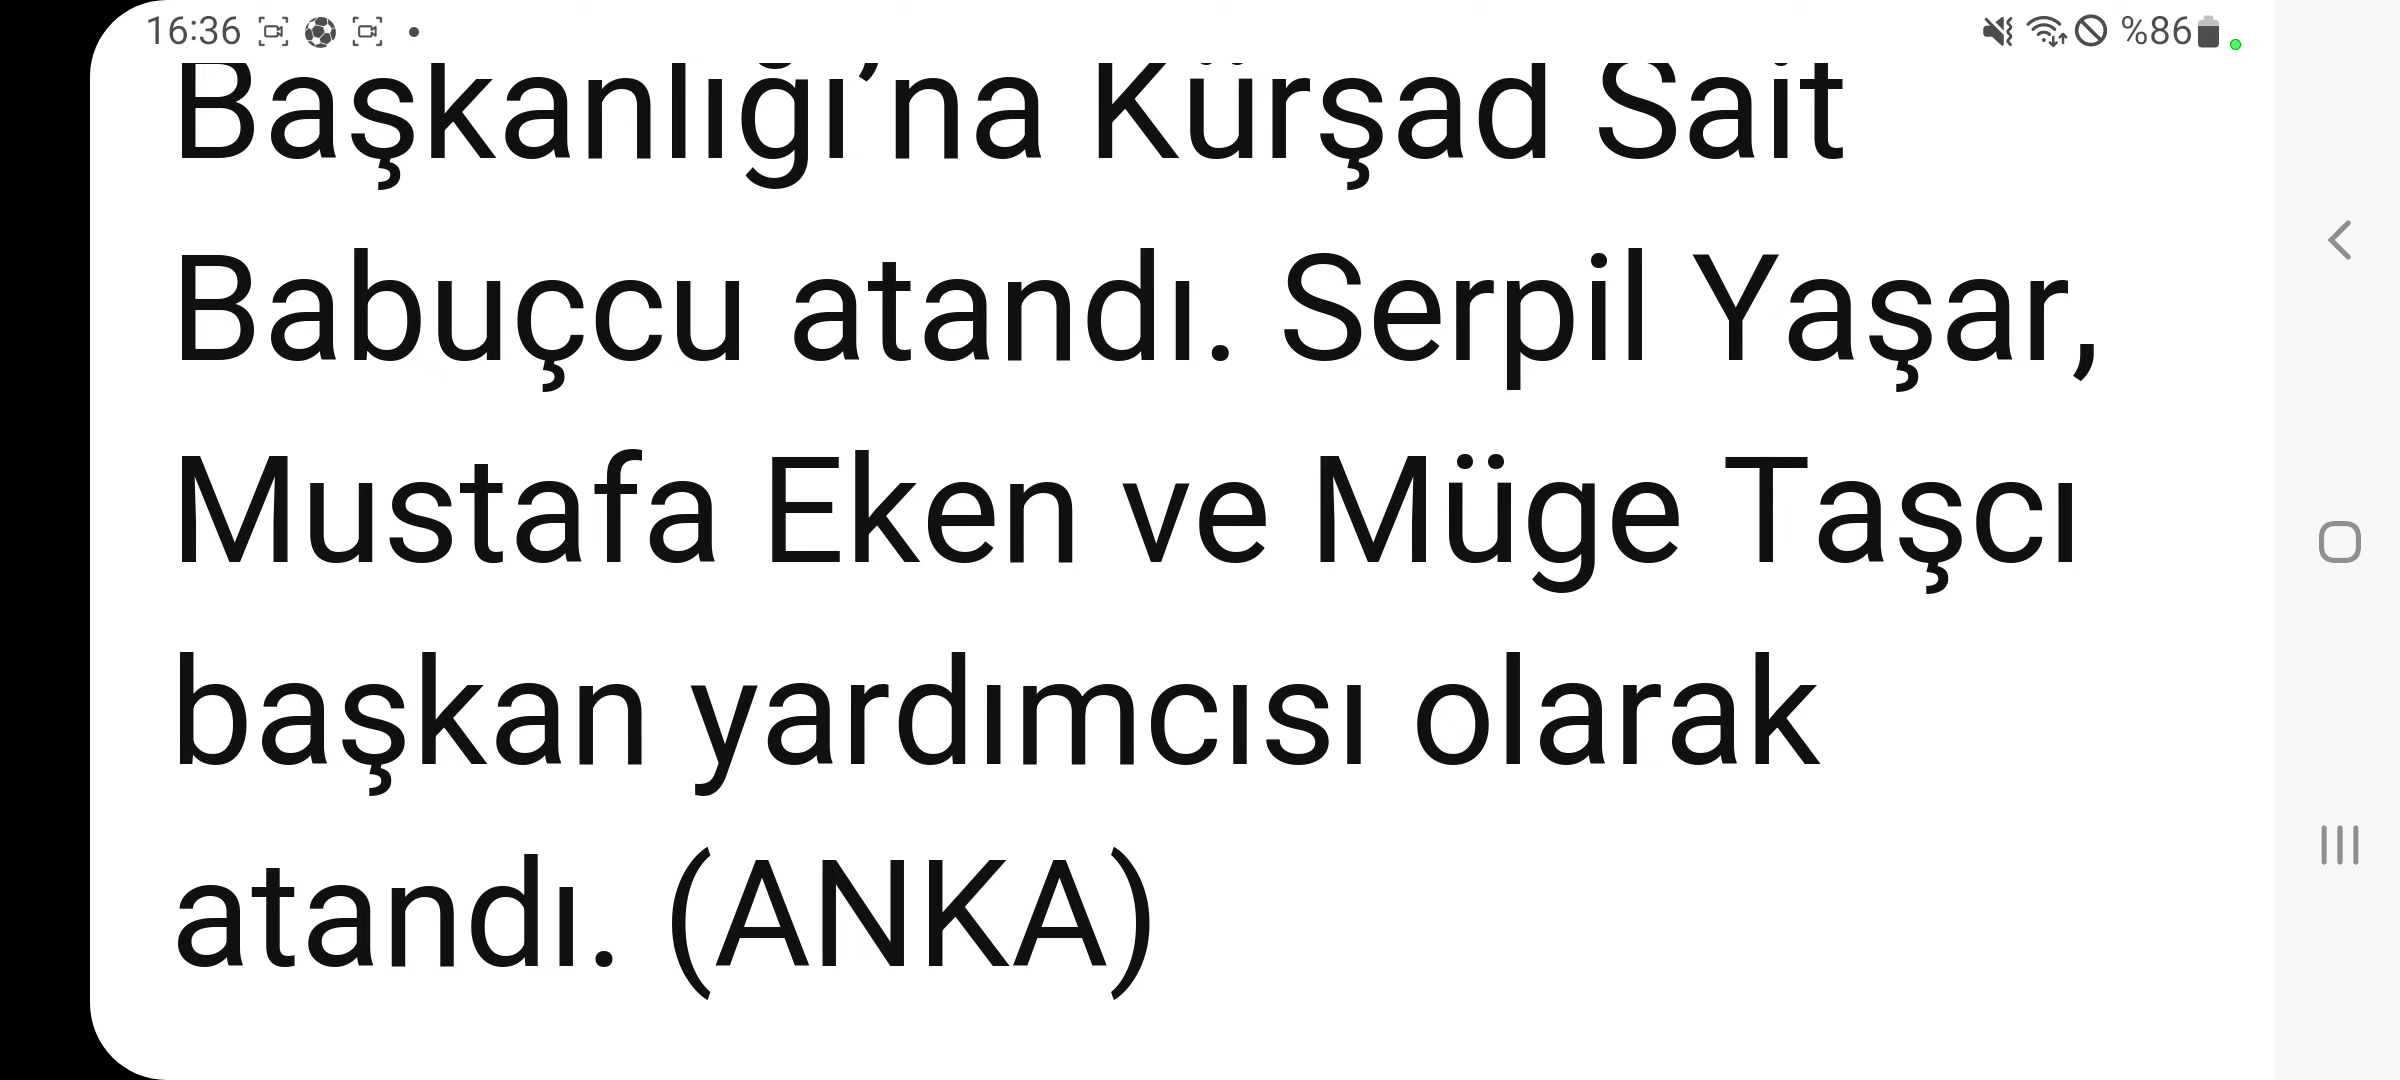 16:36 %86
Başkanlığı’na Kürşad Sait
Babuçcu atandı. Serpil Yaşar,
Mustafa Eken ve Müge Taşcı
başkan yardımcısı olarak
atandı. (ANKA)